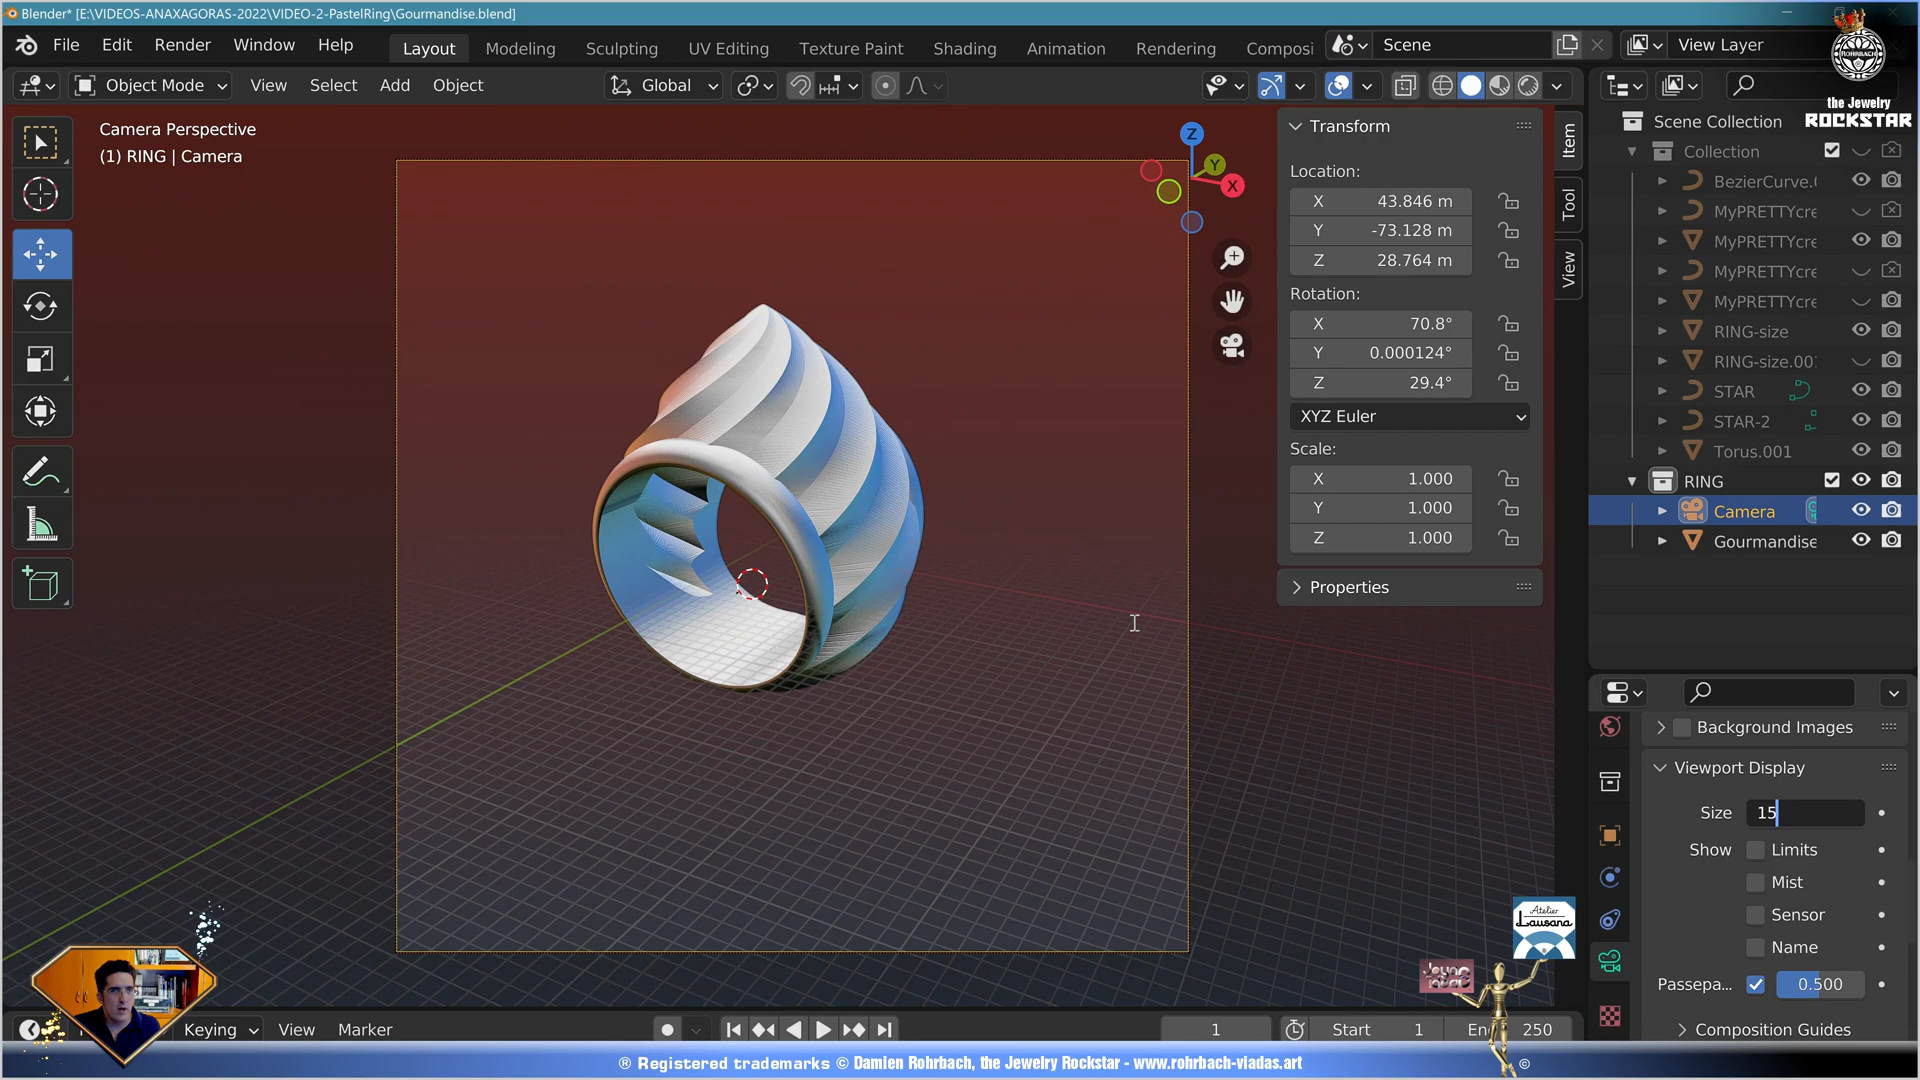 Blender* [E:\VIDEOS-ANAXAGORAS-2022\VIDEO-2-PastelRing\Gourmandise.blend]
File Edit Render Window Help
Layout Modeling Sculpting UV Editing Texture Paint Shading Animation Rendering Composi
Scene
View Layer
ROHRBACH
Object Mode View Select Add Object
Global
the Jewelry
ROCKSTAR
Camera Perspective
(1) RING | Camera
Z
Y
X
Transform
Location:
X 43.846 m
Y -73.128 m
Z 28.764 m
Rotation:
X 70.8°
Y 0.000124°
Z 29.4°
XYZ Euler
Scale:
X 1.000
Y 1.000
Z 1.000
Properties
Item
Tool
View
Scene Collection
Collection
BezierCurve.
MyPRETTYcre
MyPRETTYcre
MyPRETTYcre
MyPRETTYcre
RING-size
RING-size.00
STAR
STAR-2
Torus.001
RING
Camera
Gourmandise
Background Images
Viewport Display
Size 15
Show Limits
Mist
Sensor
Name
Passepa... 0.500
Composition Guides
Atelier
Lausana
Keying View Marker
1
Start 1
En 250
® Registered trademarks © Damien Rohrbach, the Jewelry Rockstar - www.rohrbach-viadas.art ©